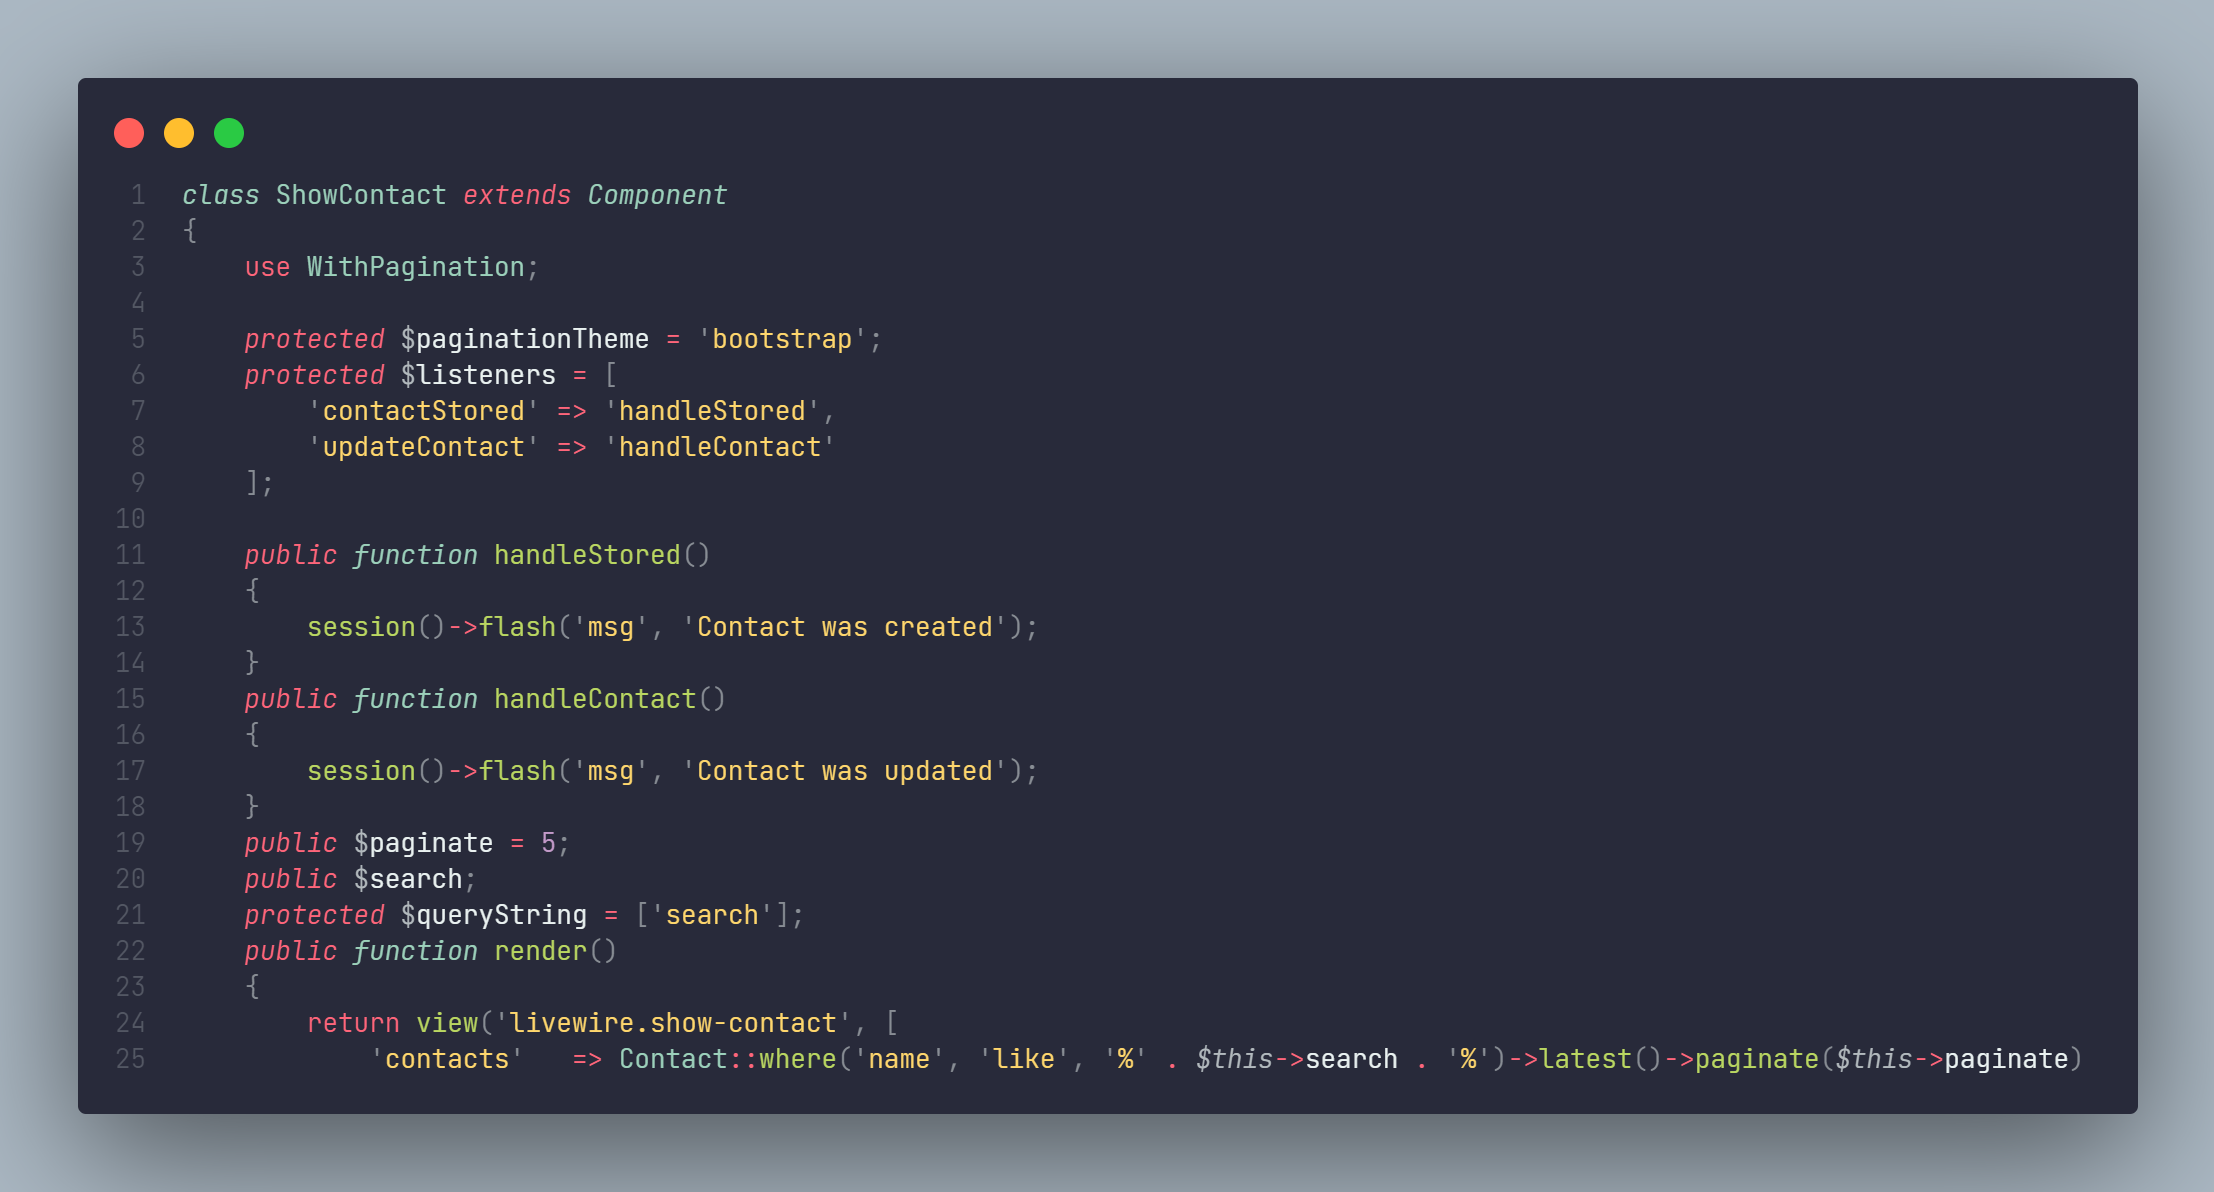 1 class ShowContact extends Component
2 {
3     use WithPagination;
4
5     protected $paginationTheme = 'bootstrap';
6     protected $listeners = [
7         'contactStored' => 'handleStored',
8         'updateContact' => 'handleContact'
9     ];
10
11     public function handleStored()
12     {
13         session()->flash('msg', 'Contact was created');
14     }
15     public function handleContact()
16     {
17         session()->flash('msg', 'Contact was updated');
18     }
19     public $paginate = 5;
20     public $search;
21     protected $queryString = ['search'];
22     public function render()
23     {
24         return view('livewire.show-contact', [
25             'contacts'   => Contact::where('name', 'like', '%' . $this->search . '%')->latest()->paginate($this->paginate)